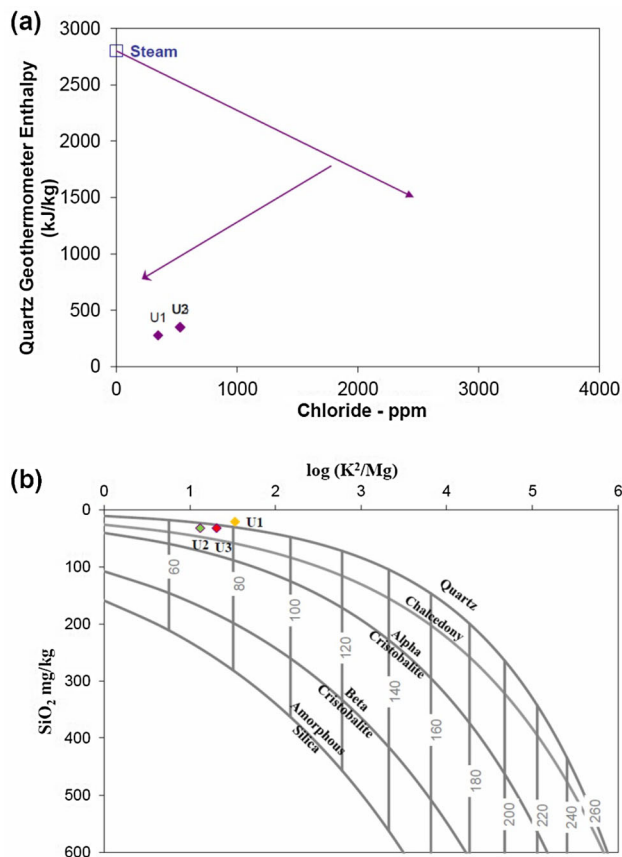 (a)
Quartz Geothermometer Enthalpy
(kJ/kg)
3000
2500
2000
1500
1000
500
0
Steam
U1
U3
0
1000
2000
3000
4000
Chloride - ppm
(b)
log (K²/Mg)
0
1
2
3
4
5
6
SiO₂ mg/kg
0
100
200
300
400
500
600
U1
U2
U3
60
80
100
120
140
160
180
200
220
240
260
Quartz
Chalcedony
Alpha
Cristobalite
Beta
Cristobalite
Amorphous
Silica